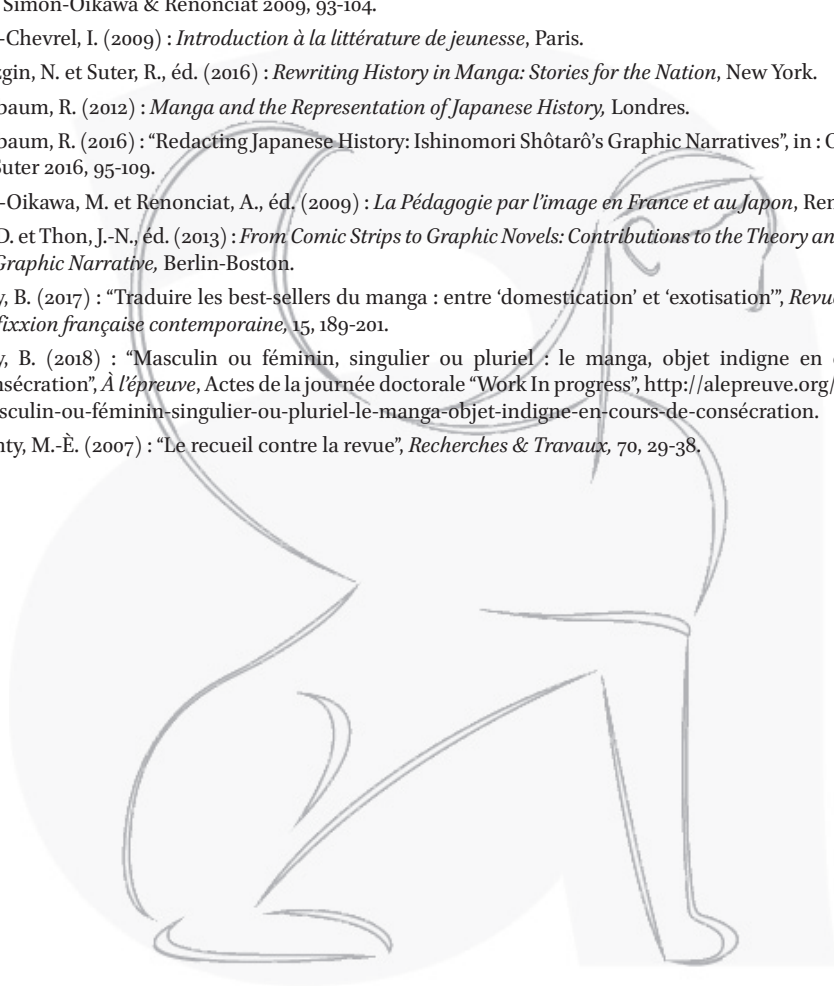 Simon-Oikawa & Renonciat 2009, 93-104.
-Chevrel, I. (2009) : Introduction à la littérature de jeunesse, Paris.
zgin, N. et Suter, R., éd. (2016) : Rewriting History in Manga: Stories for the Nation, New York.
baum, R. (2012) : Manga and the Representation of Japanese History, Londres.
baum, R. (2016) : “Redacting Japanese History: Ishinomori Shôtarô’s Graphic Narratives”, in : O
Suter 2016, 95-109.
-Oikawa, M. et Renonciat, A., éd. (2009) : La Pédagogie par l’image en France et au Japon, Ren
D. et Thon, J.-N., éd. (2013) : From Comic Strips to Graphic Novels: Contributions to the Theory an
Graphic Narrative, Berlin-Boston.
y, B. (2017) : “Traduire les best-sellers du manga : entre ‘domestication’ et ‘exotisation’”, Revue
fixxion française contemporaine, 15, 189-201.
y, B. (2018) : “Masculin ou féminin, singulier ou pluriel : le manga, objet indigne en
nsécration”, À l’épreuve, Actes de la journée doctorale “Work In progress”, http://alepreuve.org/
sculin-ou-féminin-singulier-ou-pluriel-le-manga-objet-indigne-en-cours-de-consécration.
nty, M.-È. (2007) : “Le recueil contre la revue”, Recherches & Travaux, 70, 29-38.